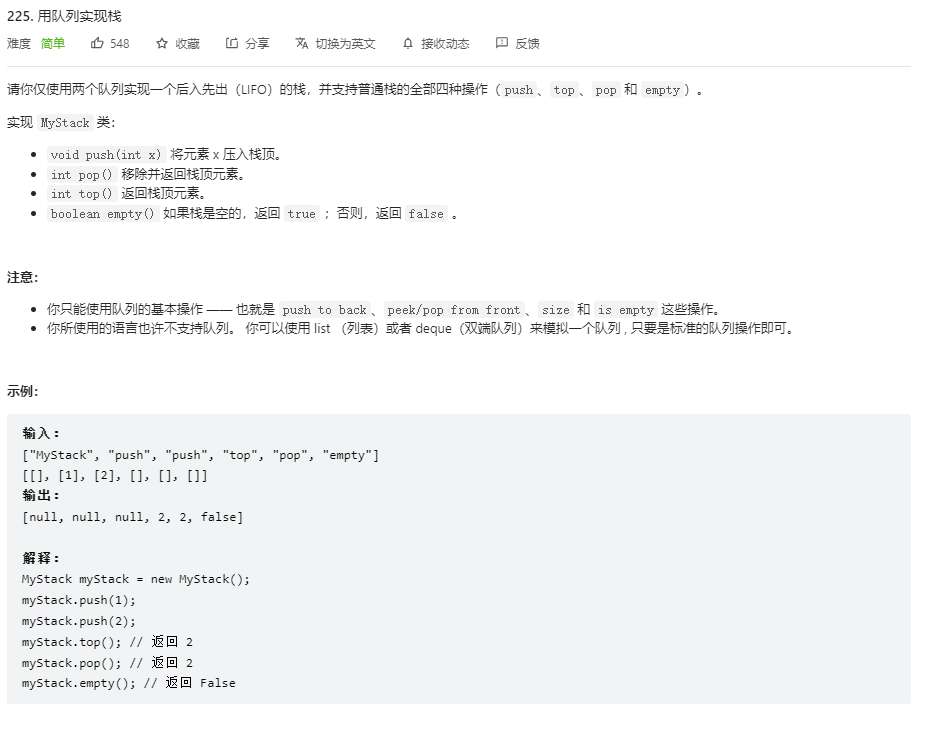 225. 用队列实现栈
难度 简单 548 收藏 分享 切换为英文 接收动态 反馈
请你仅使用两个队列实现一个后入先出（LIFO）的栈，并支持普通栈的全部四种操作（push、top、pop 和 empty）。
实现 MyStack 类：
void push(int x) 将元素 x 压入栈顶。
int pop() 移除并返回栈顶元素。
int top() 返回栈顶元素。
boolean empty() 如果栈是空的，返回 true ；否则，返回 false 。
注意：
你只能使用队列的基本操作 —— 也就是 push to back、peek/pop from front、size 和 is empty 这些操作。
你所使用的语言也许不支持队列。 你可以使用 list （列表）或者 deque（双端队列）来模拟一个队列 , 只要是标准的队列操作即可。
示例：
输入：
["MyStack", "push", "push", "top", "pop", "empty"]
[[], [1], [2], [], [], []]
输出：
[null, null, null, 2, 2, false]
解释：
MyStack myStack = new MyStack();
myStack.push(1);
myStack.push(2);
myStack.top(); // 返回 2
myStack.pop(); // 返回 2
myStack.empty(); // 返回 False